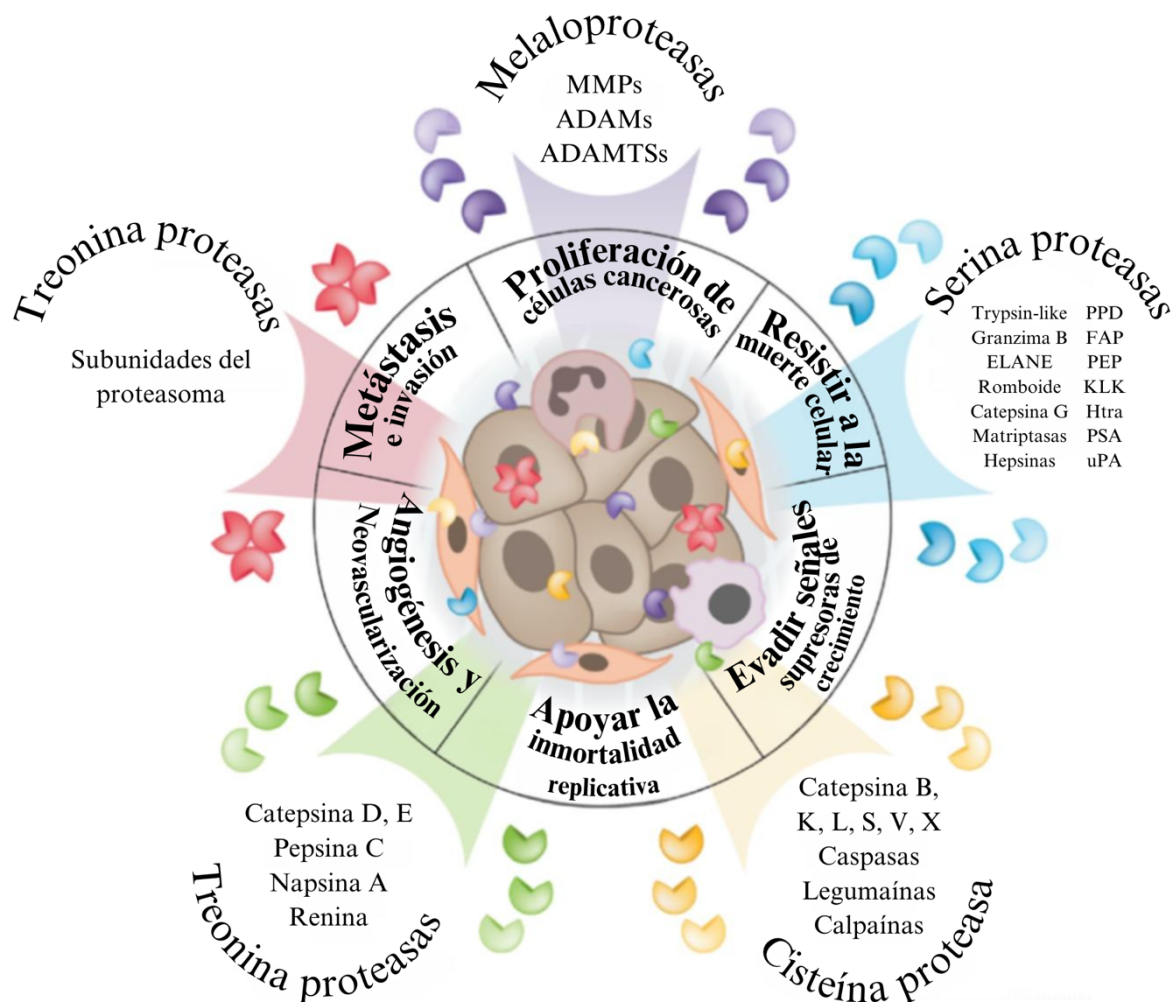 Melaloproteasas
MMPs
ADAMs
ADAMTSs
Treonina proteasas
Subunidades del
proteasoma
Serina proteasas
Trypsin-like PPD
Granzima B FAP
ELANE PEP
Romboide KLK
Catepsina G Htra
Matriptasas PSA
Hepsinas uPA
Proliferación de
células cancerosas
Resistir a la
muerte celular
Evadir señales
supresoras de
crecimiento
Apoyar la
inmortalidad
replicativa
Angiogénesis y
Neovascularización
Metástasis
e invasión
Catepsina D, E
Pepsina C
Napsina A
Renina
Treonina proteasas
Catepsina B,
K, L, S, V, X
Caspasas
Legumaínas
Calpaínas
Cisteína proteasa